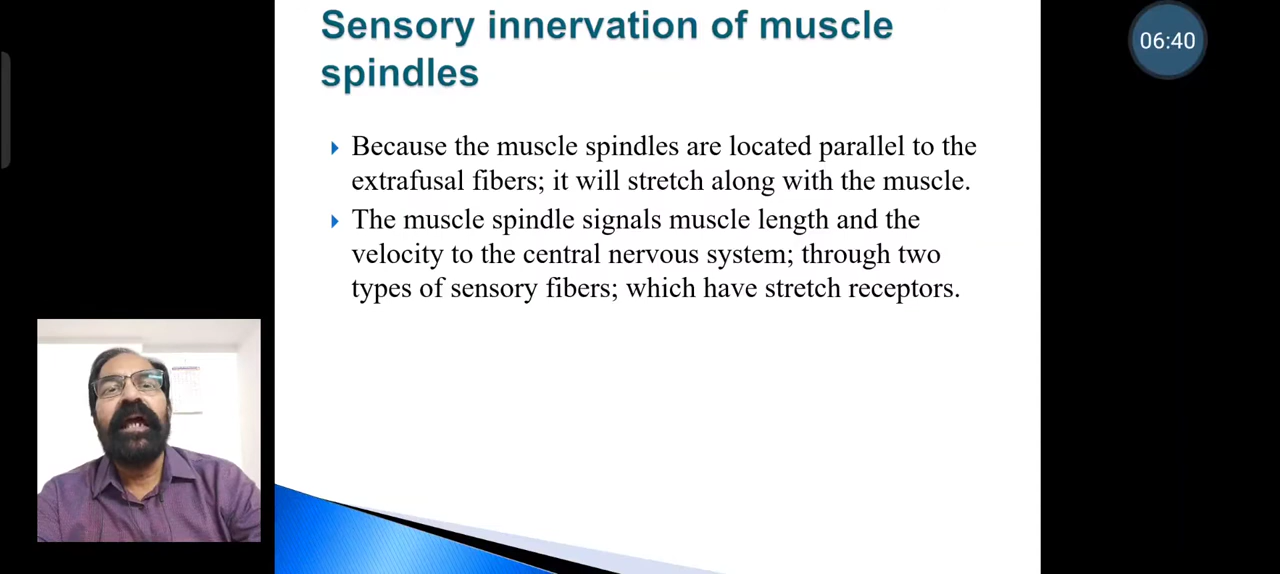 Sensory innervation of muscle
spindles
06:40
Because the muscle spindles are located parallel to the
extrafusal fibers; it will stretch along with the muscle.
The muscle spindle signals muscle length and the
velocity to the central nervous system; through two
types of sensory fibers; which have stretch receptors.